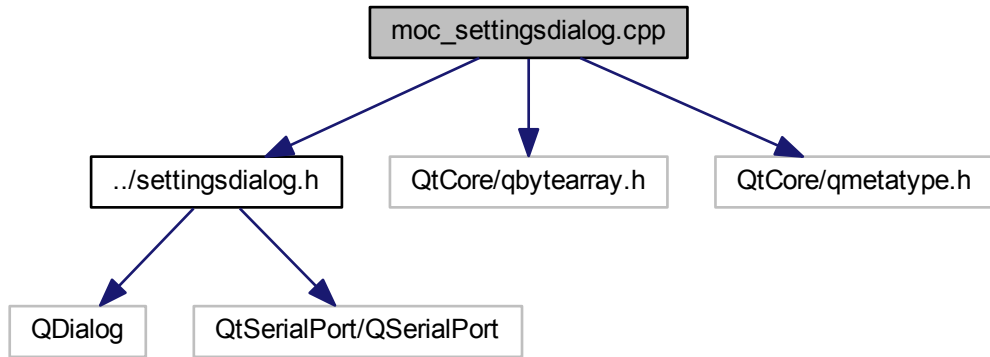 moc_settingsdialog.cpp
../settingsdialog.h
QtCore/qbytearray.h
QtCore/qmetatype.h
QDialog
QtSerialPort/QSerialPort